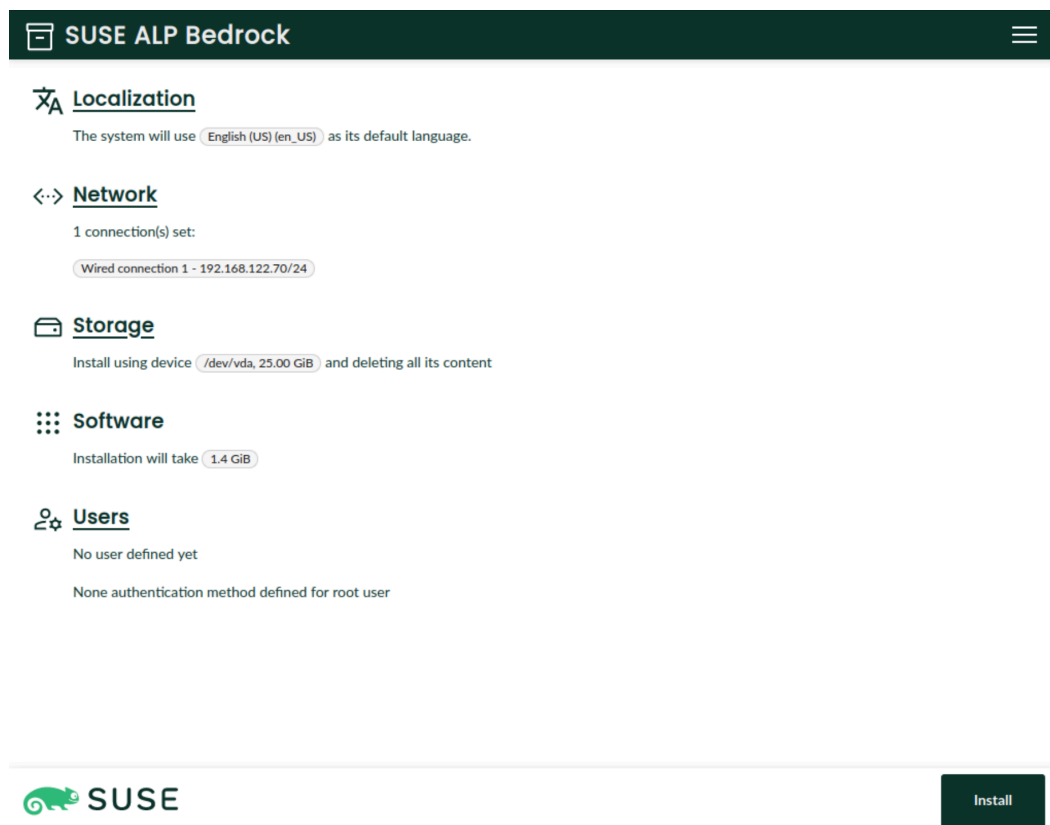 SUSE ALP Bedrock
Localization
The system will use English (US) (en_US) as its default language.
Network
1 connection(s) set:
Wired connection 1 - 192.168.122.70/24
Storage
Install using device /dev/vda, 25.00 GiB and deleting all its content
Software
Installation will take 1.4 GiB
Users
No user defined yet
None authentication method defined for root user
SUSE
Install